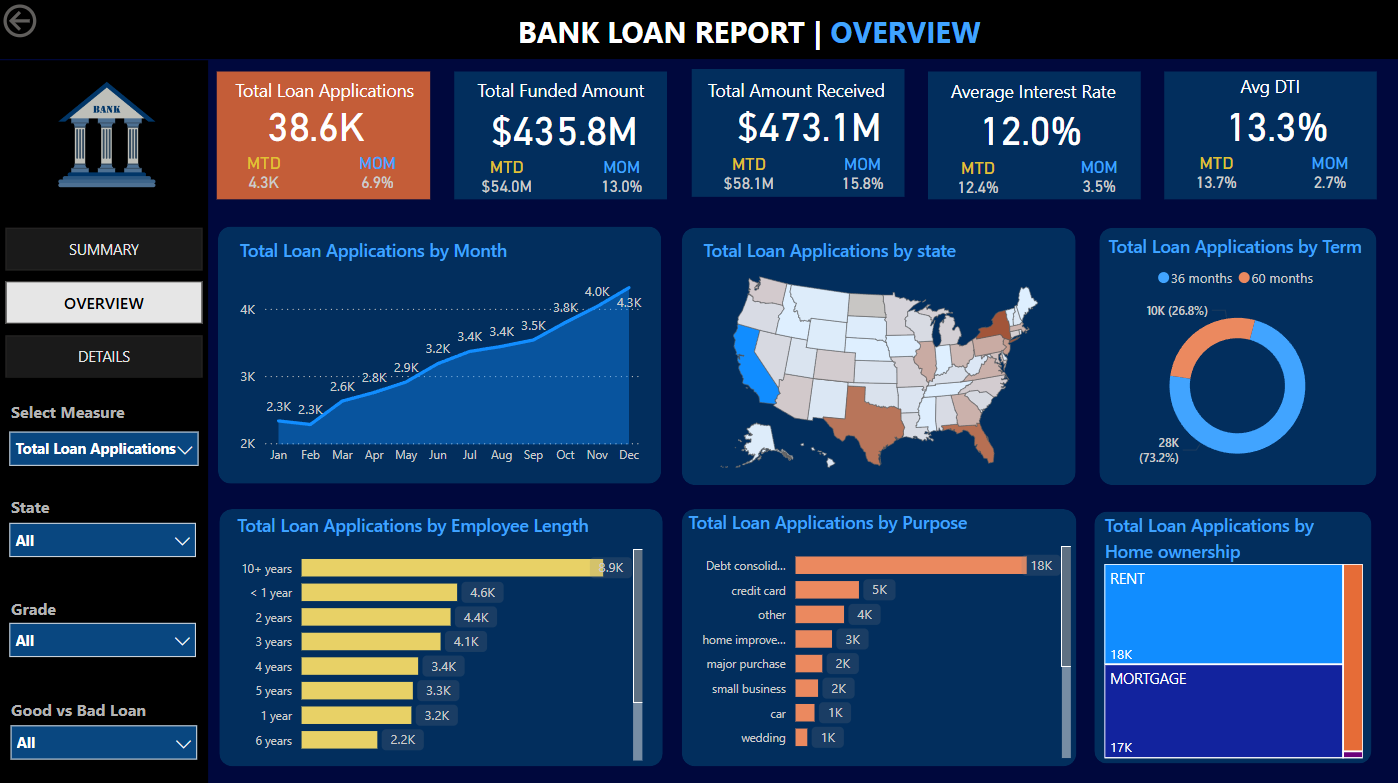 BANK LOAN REPORT | OVERVIEW
BANK
SUMMARY
OVERVIEW
DETAILS
Select Measure
Total Loan Applications
State
All
Grade
All
Good vs Bad Loan
All
Total Loan Applications
38.6K
MTD MOM
4.3K 6.9%
Total Funded Amount
$435.8M
MTD MOM
$54.0M 13.0%
Total Amount Received
$473.1M
MTD MOM
$58.1M 15.8%
Average Interest Rate
12.0%
MTD MOM
12.4% 3.5%
Avg DTI
13.3%
MTD MOM
13.7% 2.7%
Total Loan Applications by Month
4K
3K
2K
2.3K 2.3K 2.6K 2.8K 2.9K 3.2K 3.4K 3.4K 3.5K 3.8K 4.0K 4.3K
Jan Feb Mar Apr May Jun Jul Aug Sep Oct Nov Dec
Total Loan Applications by state
Total Loan Applications by Term
36 months 60 months
10K (26.8%)
28K
(73.2%)
Total Loan Applications by Employee Length
10+ years 8.9K
< 1 year 4.6K
2 years 4.4K
3 years 4.1K
4 years 3.4K
5 years 3.3K
1 year 3.2K
6 years 2.2K
Total Loan Applications by Purpose
Debt consolid... 18K
credit card 5K
other 4K
home improve... 3K
major purchase 2K
small business 2K
car 1K
wedding 1K
Total Loan Applications by
Home ownership
RENT
18K
MORTGAGE
17K